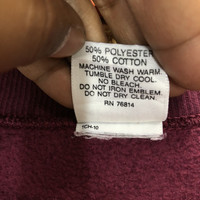 50% POLYESTER
50% COTTON
MACHINE WASH WARM.
TUMBLE DRY COOL.
NO BLEACH.
DO NOT IRON EMBLEM.
DO NOT DRY CLEAN.
RN 76814